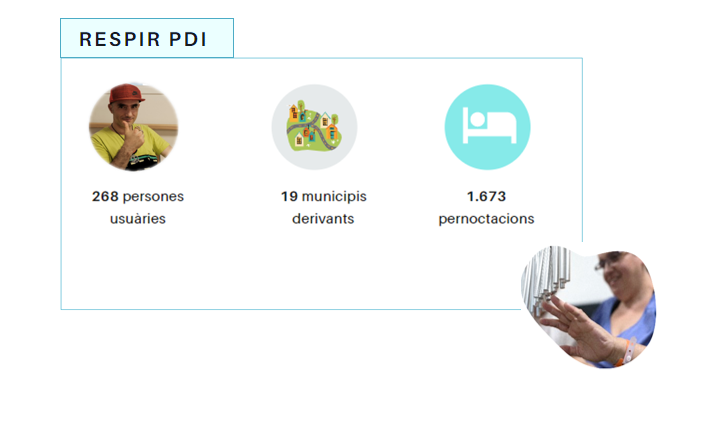 RESPIR PDI
268 persones
usuàries
19 municipis
derivants
1.673
pernoctacions